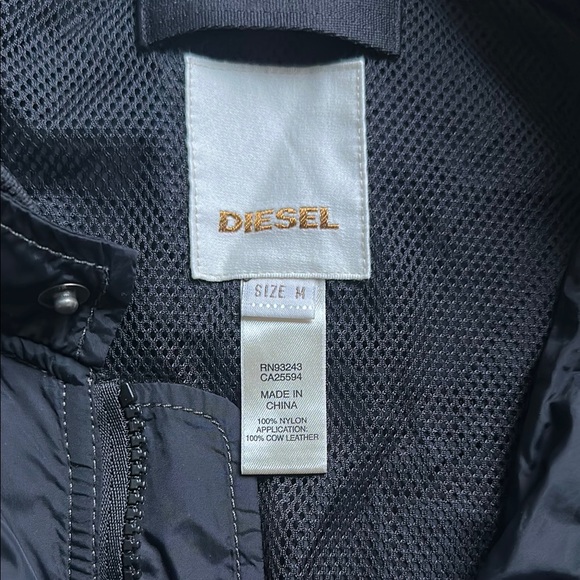 DIESEL
SIZE M
RN93243
CA25594
MADE IN
CHINA
100% NYLON
APPLICATION:
100% COW LEATHER